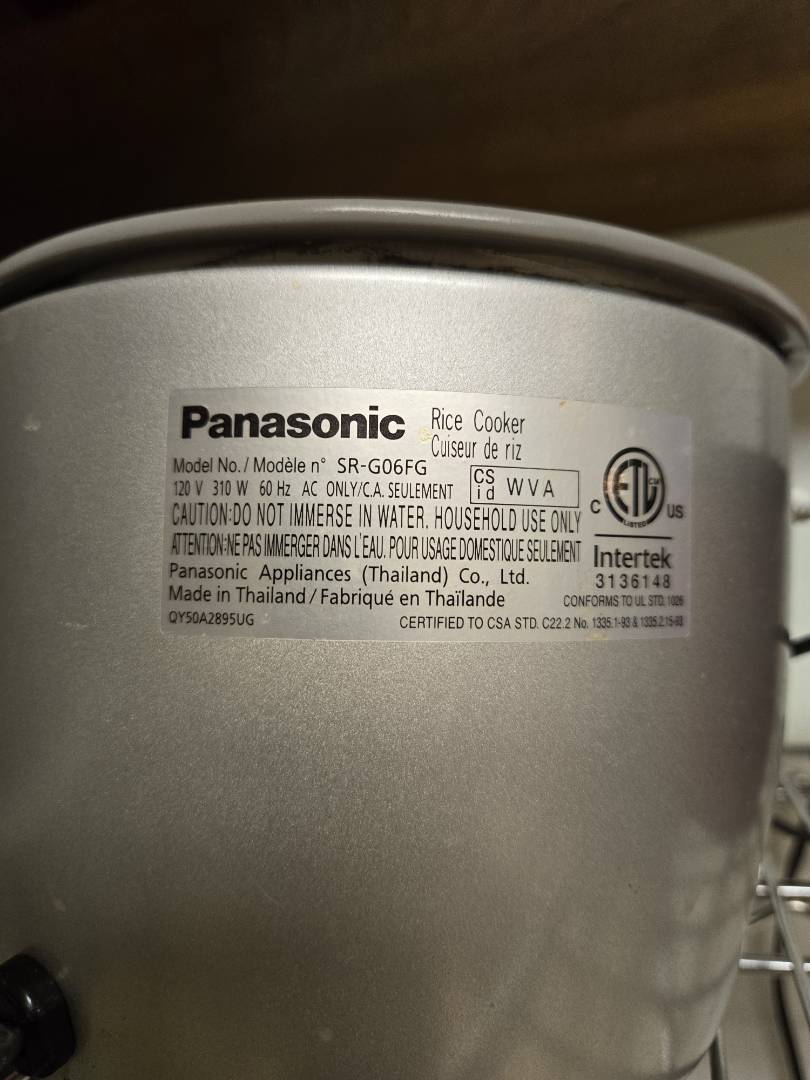 Panasonic
Rice Cooker
Cuiseur de riz
Model No. / Modèle n° SR-G06FG
120 V 310 W 60 Hz AC ONLY/C.A. SEULEMENT
CS id WVA
CAUTION:DO NOT IMMERSE IN WATER. HOUSEHOLD USE ONLY
ATTENTION:NE PAS IMMERGER DANS L'EAU. POUR USAGE DOMESTIQUE SEULEMENT
Panasonic Appliances (Thailand) Co., Ltd.
Made in Thailand / Fabriqué en Thaïlande
QY50A2895UG
C ETL CM US
LISTED
Intertek
3136148
CONFORMS TO UL STD. 1026
CERTIFIED TO CSA STD. C22.2 No. 1335.1-93 & 1335.2.15-93